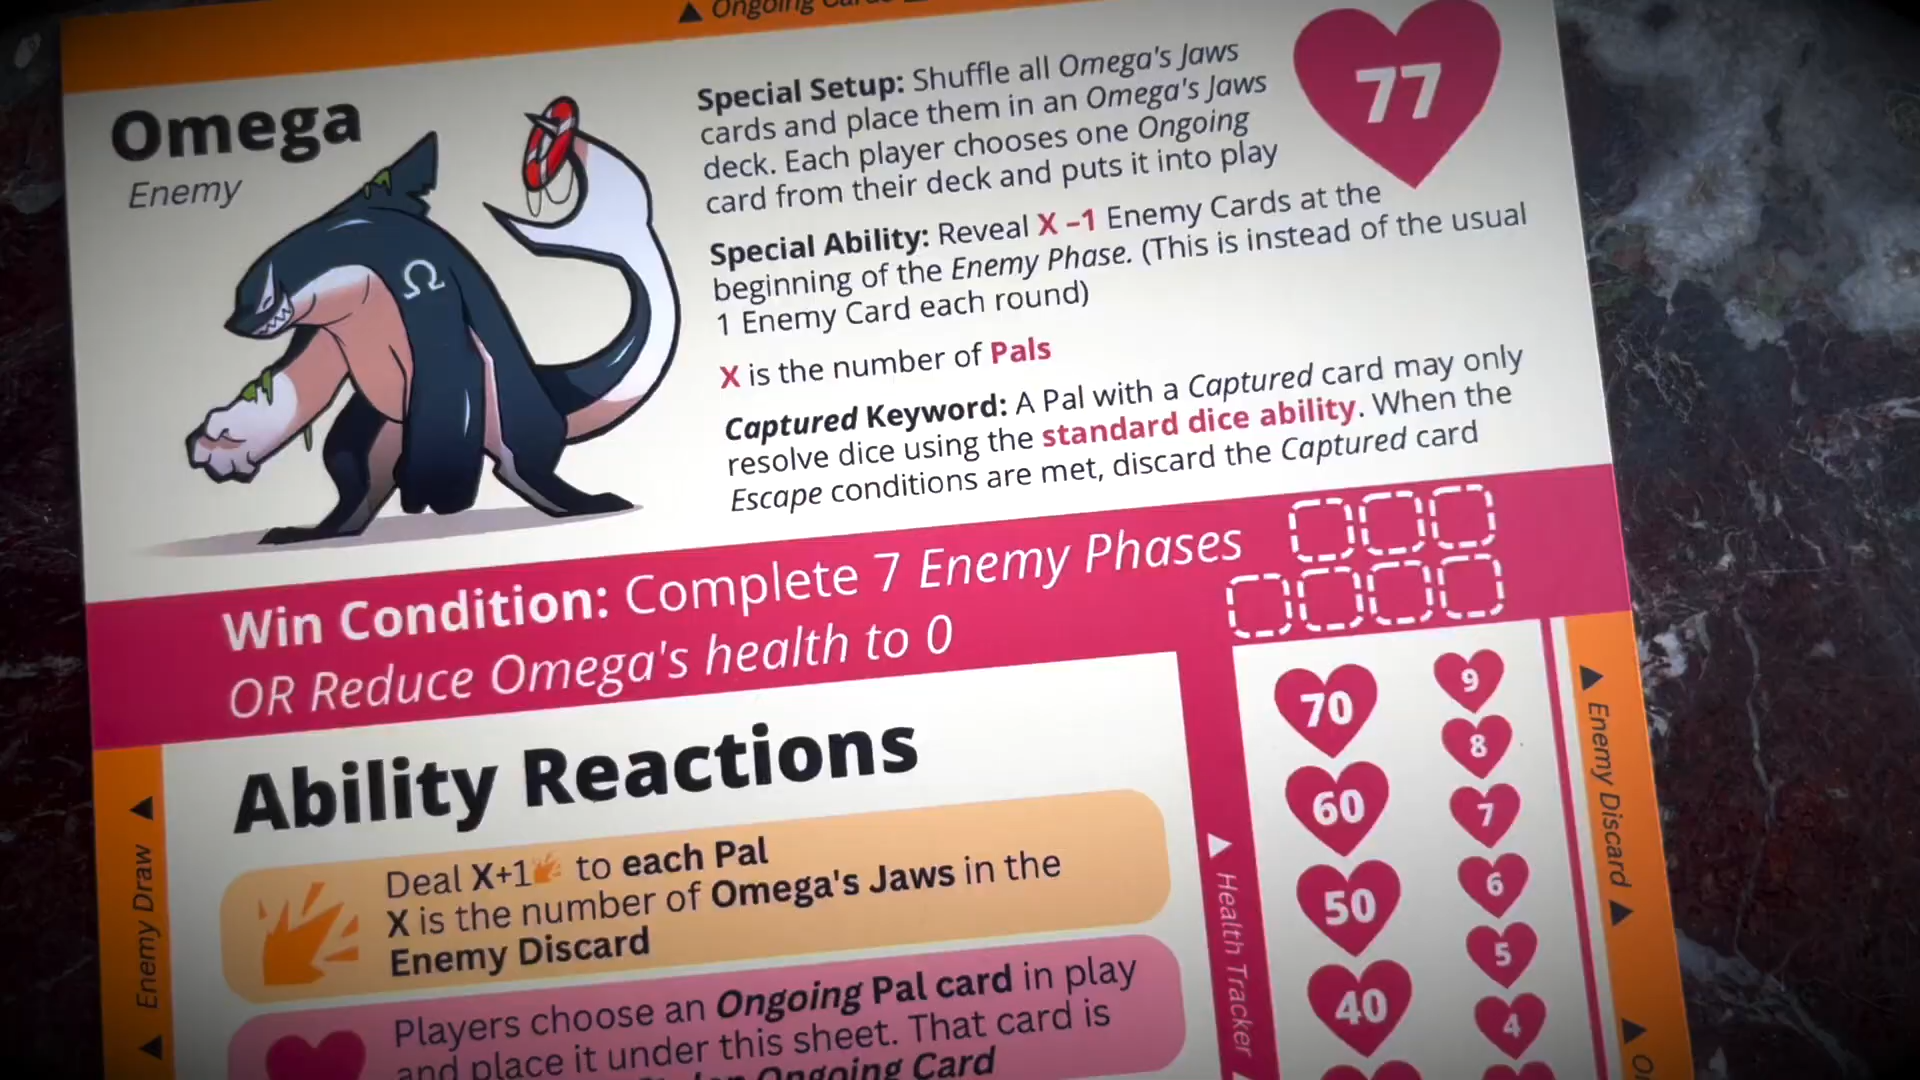 ▲ Ongoing Cards
Omega
Enemy
Ω
Special Setup: Shuffle all Omega's Jaws
cards and place them in an Omega's Jaws
deck. Each player chooses one Ongoing
card from their deck and puts it into play
77
Special Ability: Reveal X –1 Enemy Cards at the
beginning of the Enemy Phase. (This is instead of the usual
1 Enemy Card each round)
X is the number of Pals
Captured Keyword: A Pal with a Captured card may only
resolve dice using the standard dice ability. When the
Escape conditions are met, discard the Captured card
Win Condition: Complete 7 Enemy Phases
OR Reduce Omega's health to 0
Ability Reactions
Deal X+1 to each Pal
X is the number of Omega's Jaws in the
Enemy Discard
Players choose an Ongoing Pal card in play
and place it under this sheet. That card is
Ongoing Card
▲ Enemy Draw ▲
▲ Health Tracker
70
60
50
40
9
8
7
6
5
4
▲ Enemy Discard ▲